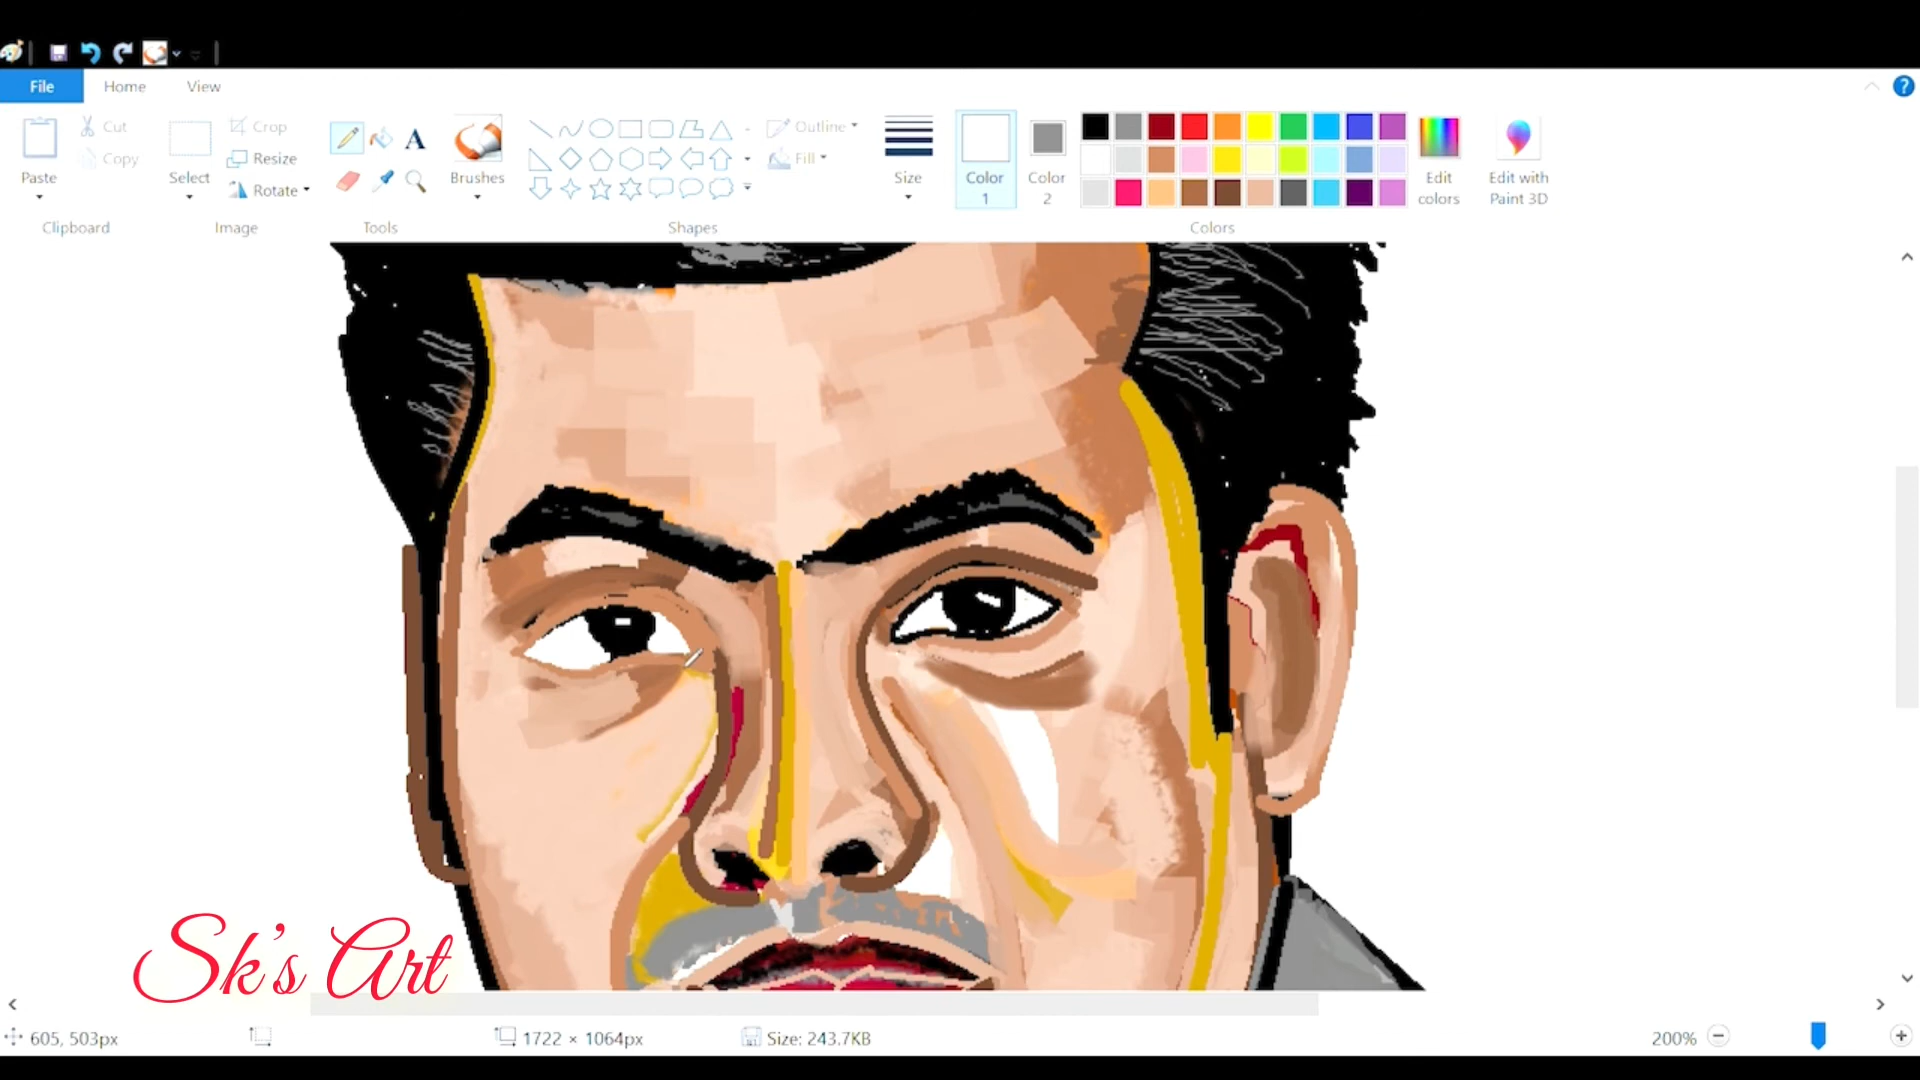 File Home View
Paste
Cut
Copy
Clipboard
Select
Crop
Resize
Rotate
Image
A
Tools
Brushes
Outline
Fill
Shapes
Size
Color
1
Color
2
Edit
colors
Colors
Edit with
Paint 3D
?
Sk's Art
605, 503px
1722 × 1064px
Size: 243.7KB
200%